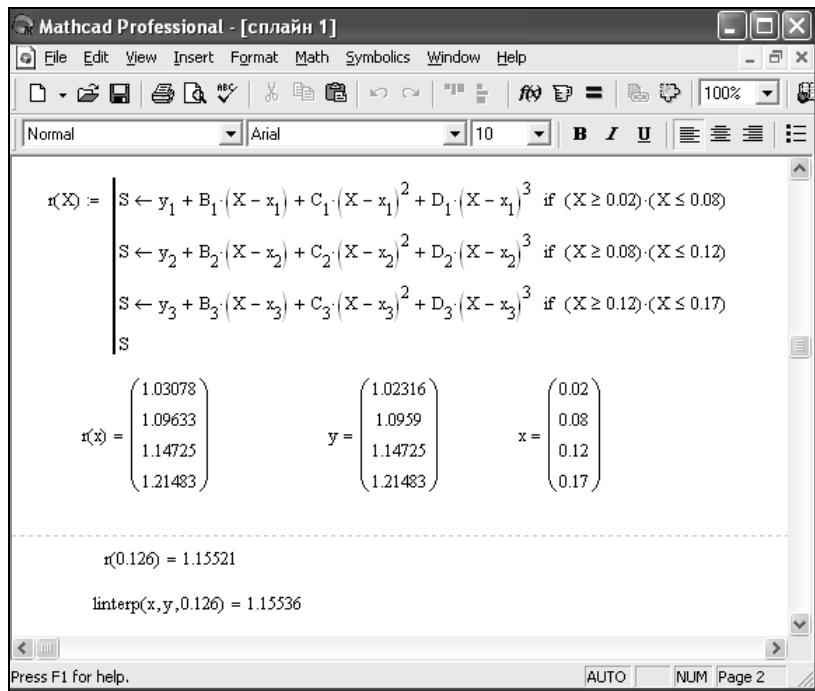 Mathcad Professional - [сплайн 1]
File Edit View Insert Format Math Symbolics Window Help
ABC f(x) 100%
Normal Arial 10 B I U
r(X) := S ← y₁ + B₁·(X − x₁) + C₁·(X − x₁)² + D₁·(X − x₁)³ if (X ≥ 0.02)·(X ≤ 0.08)
S ← y₂ + B₂·(X − x₂) + C₂·(X − x₂)² + D₂·(X − x₂)³ if (X ≥ 0.08)·(X ≤ 0.12)
S ← y₃ + B₃·(X − x₃) + C₃·(X − x₃)² + D₃·(X − x₃)³ if (X ≥ 0.12)·(X ≤ 0.17)
S
1.03078 1.02316 0.02
1.09633 1.0959 0.08
r(x) = y = x =
1.14725 1.14725 0.12
1.21483 1.21483 0.17
r(0.126) = 1.15521
linterp(x,y,0.126) = 1.15536
Press F1 for help. AUTO NUM Page 2